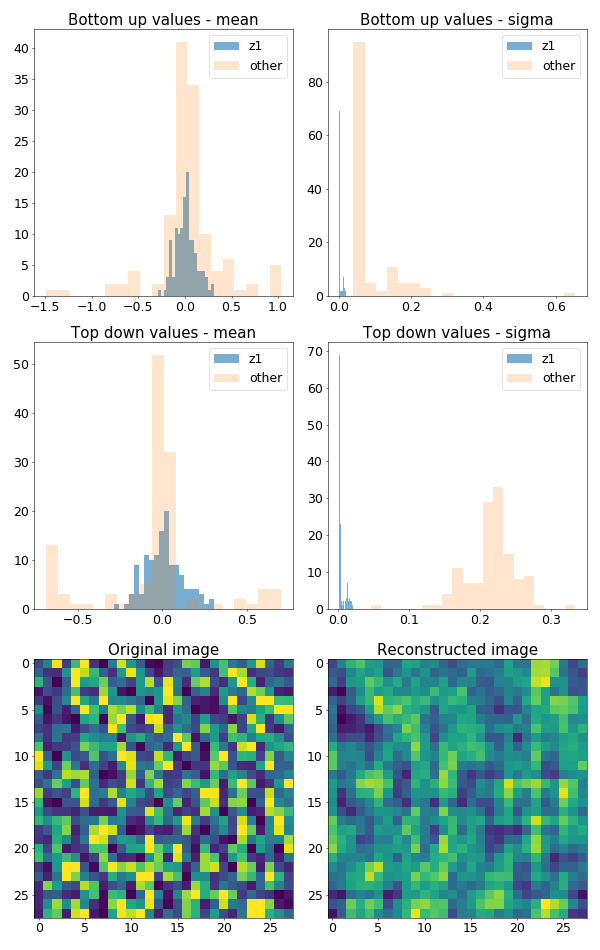 Bottom up values - mean
Bottom up values - sigma
40
35
30
25
20
15
10
5
0
−1.5 −1.0 −0.5 0.0 0.5 1.0
z1
other
80
60
40
20
0
0.0 0.2 0.4 0.6
z1
other
Top down values - mean
Top down values - sigma
50
40
30
20
10
0
−0.5 0.0 0.5
z1
other
70
60
50
40
30
20
10
0
0.0 0.1 0.2 0.3
z1
other
Original image
Reconstructed image
0
5
10
15
20
25
0 5 10 15 20 25
0
5
10
15
20
25
0 5 10 15 20 25